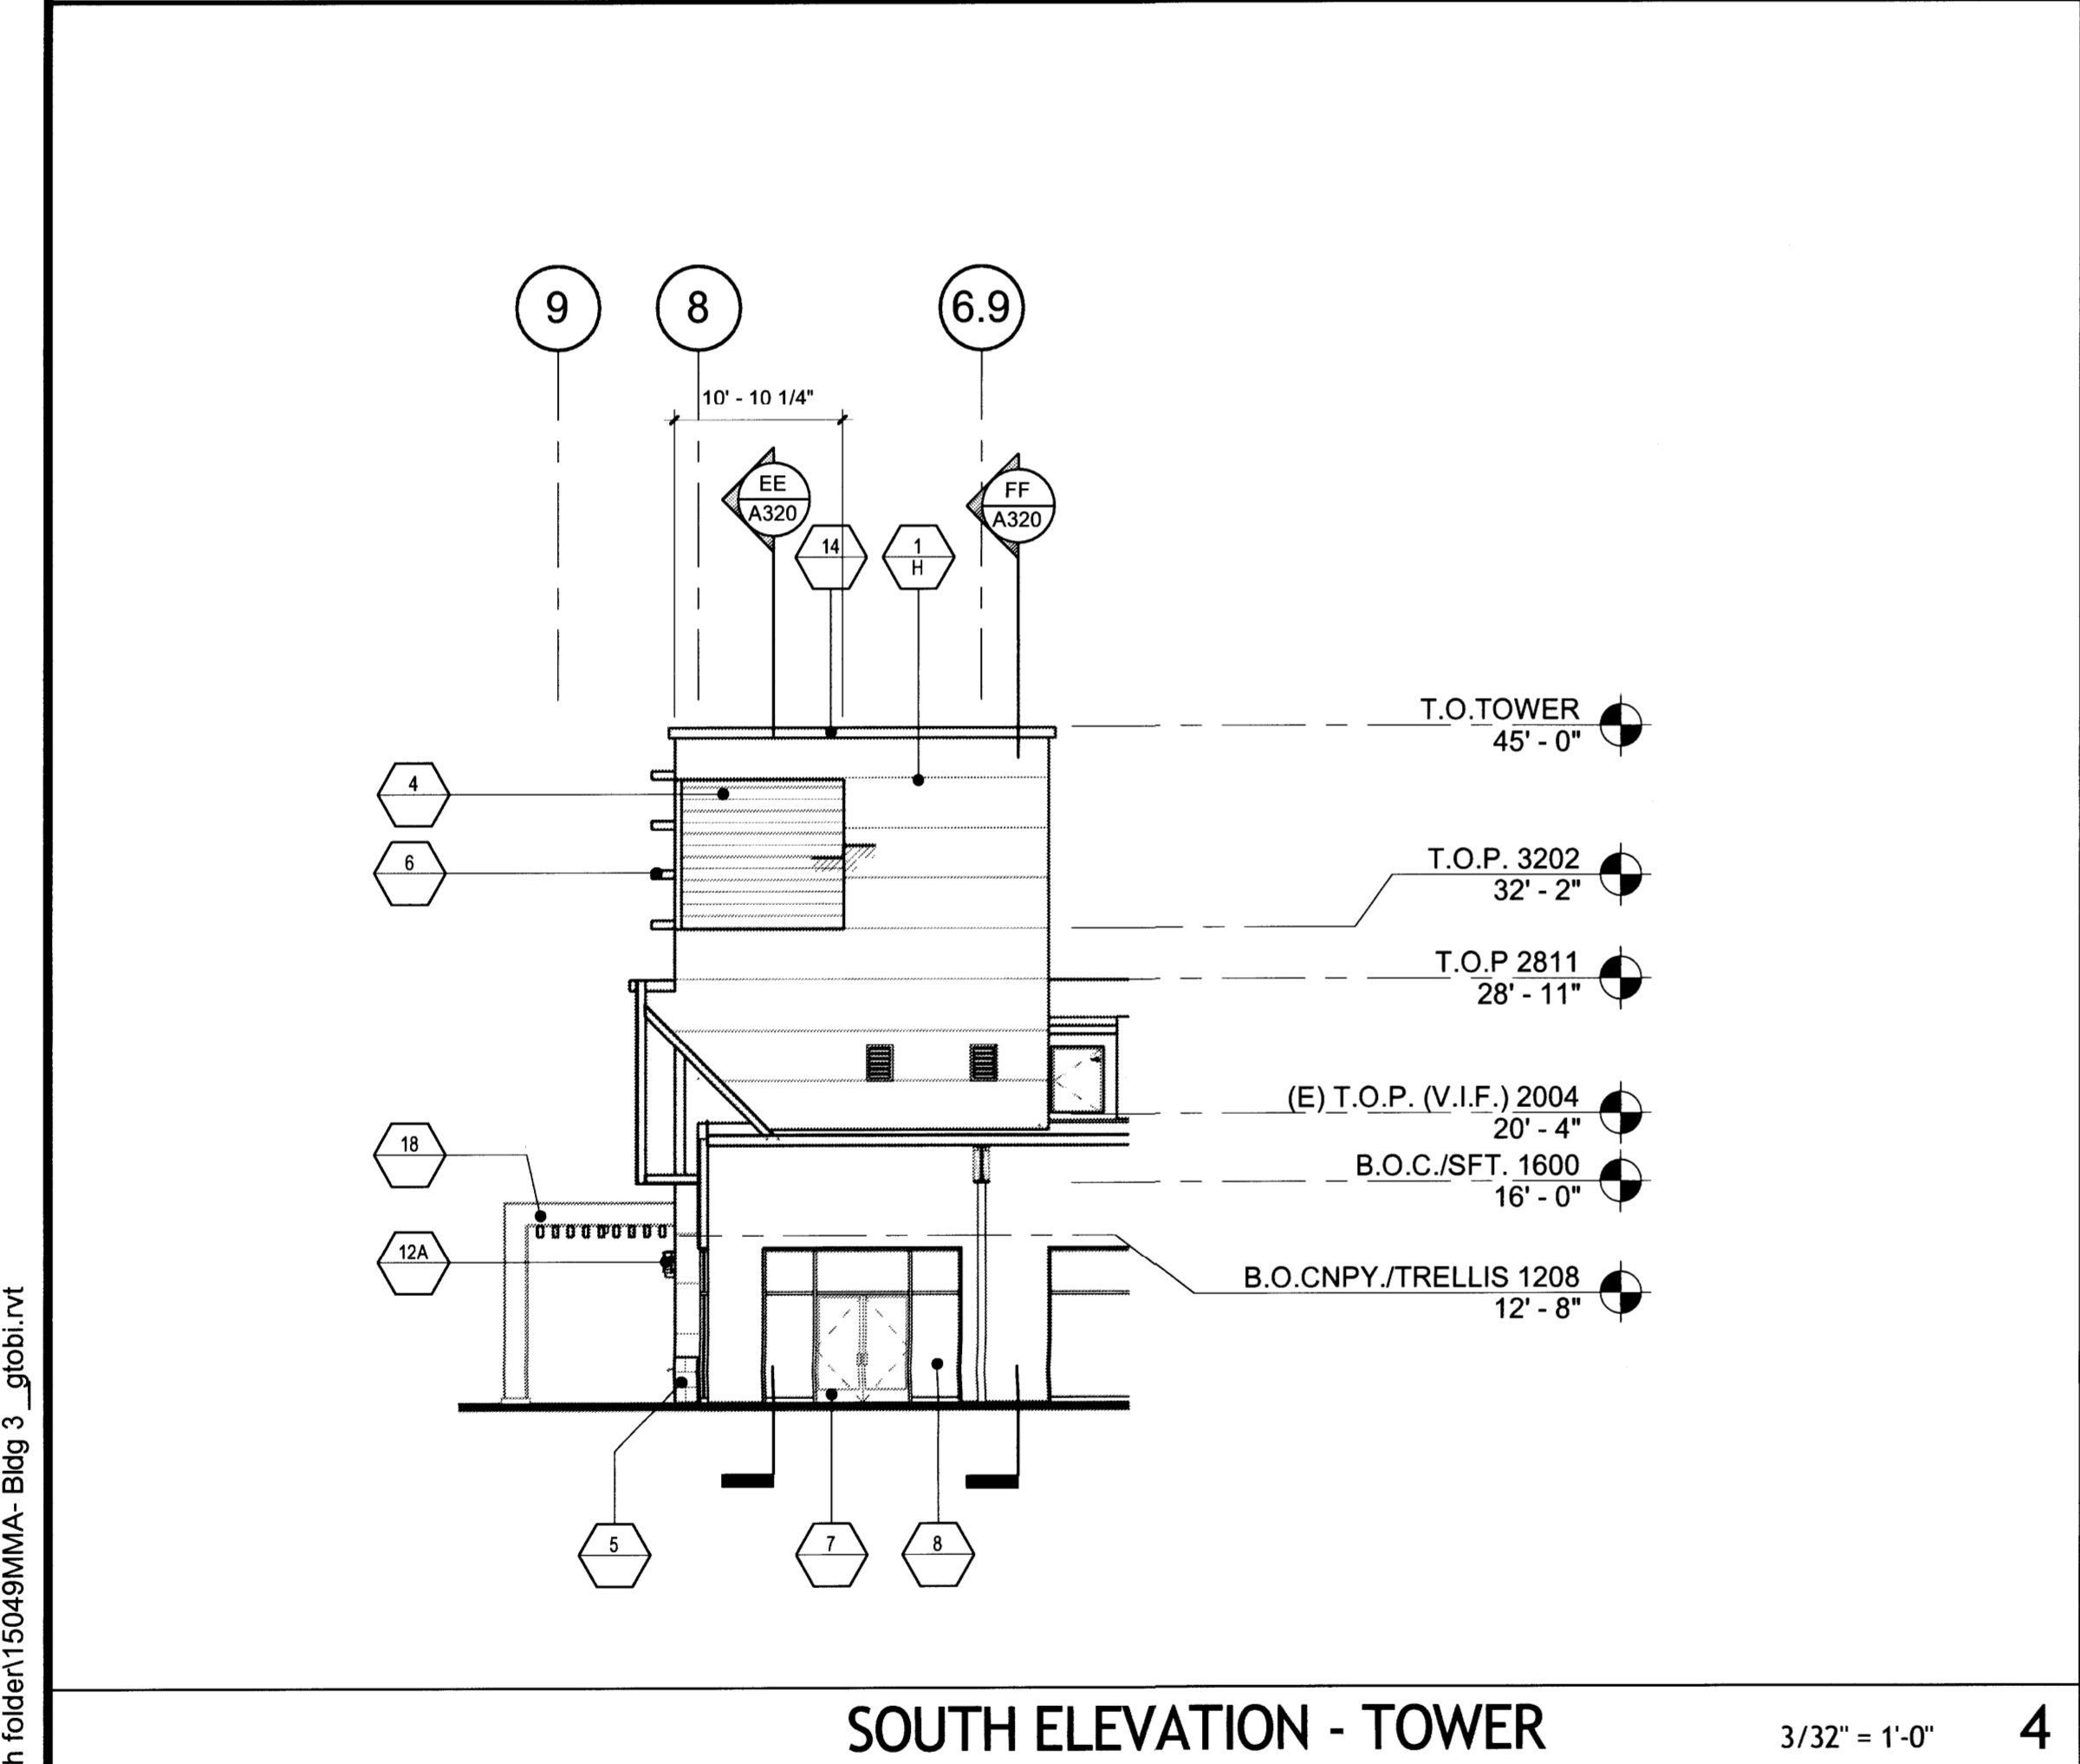 9
8
6.9
10' - 10 1/4"
EE
A320
FF
A320
14
1
H
T.O.TOWER
45' - 0"
4
6
T.O.P. 3202
32' - 2"
T.O.P 2811
28' - 11"
(E) T.O.P. (V.I.F.) 2004
20' - 4"
18
B.O.C./SFT. 1600
16' - 0"
12A
B.O.CNPY./TRELLIS 1208
12' - 8"
5
7
8
h folder\15049MMA- Bldg 3 _gtobi.rvt
SOUTH ELEVATION - TOWER
3/32" = 1'-0"
4